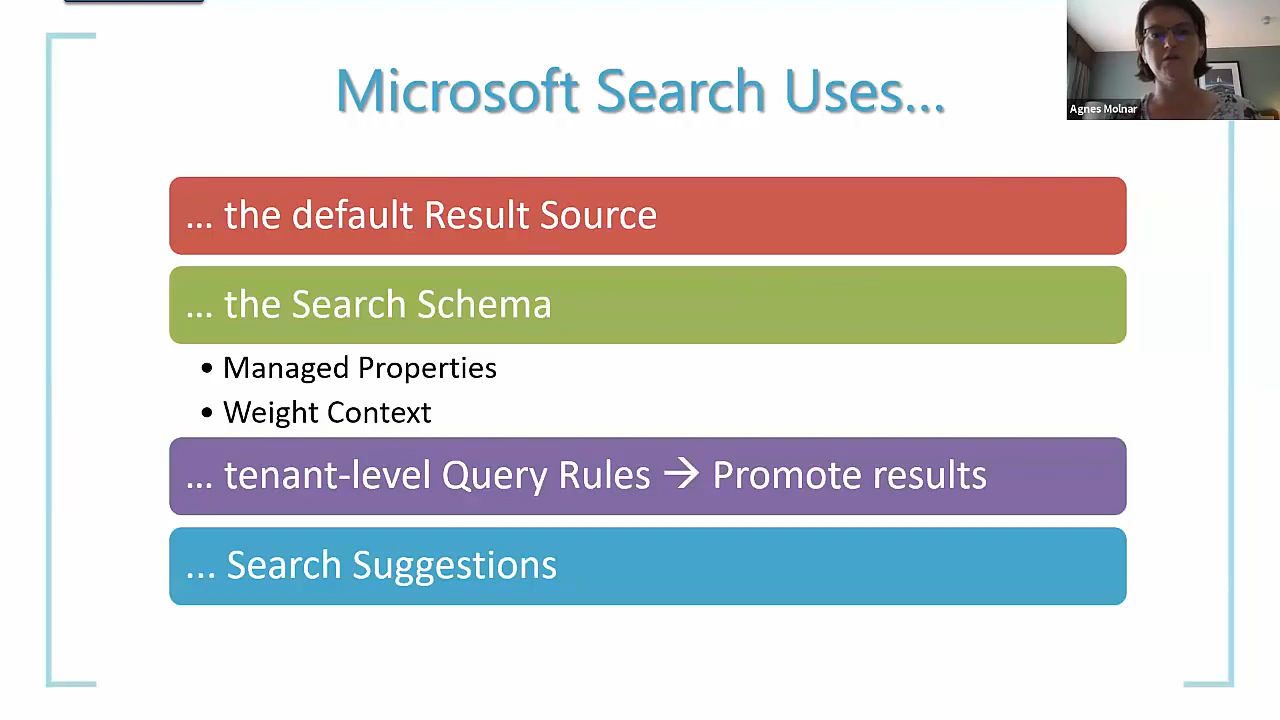 Microsoft Search Uses...
Agnes Molnar
... the default Result Source
... the Search Schema
• Managed Properties
• Weight Context
... tenant-level Query Rules → Promote results
... Search Suggestions